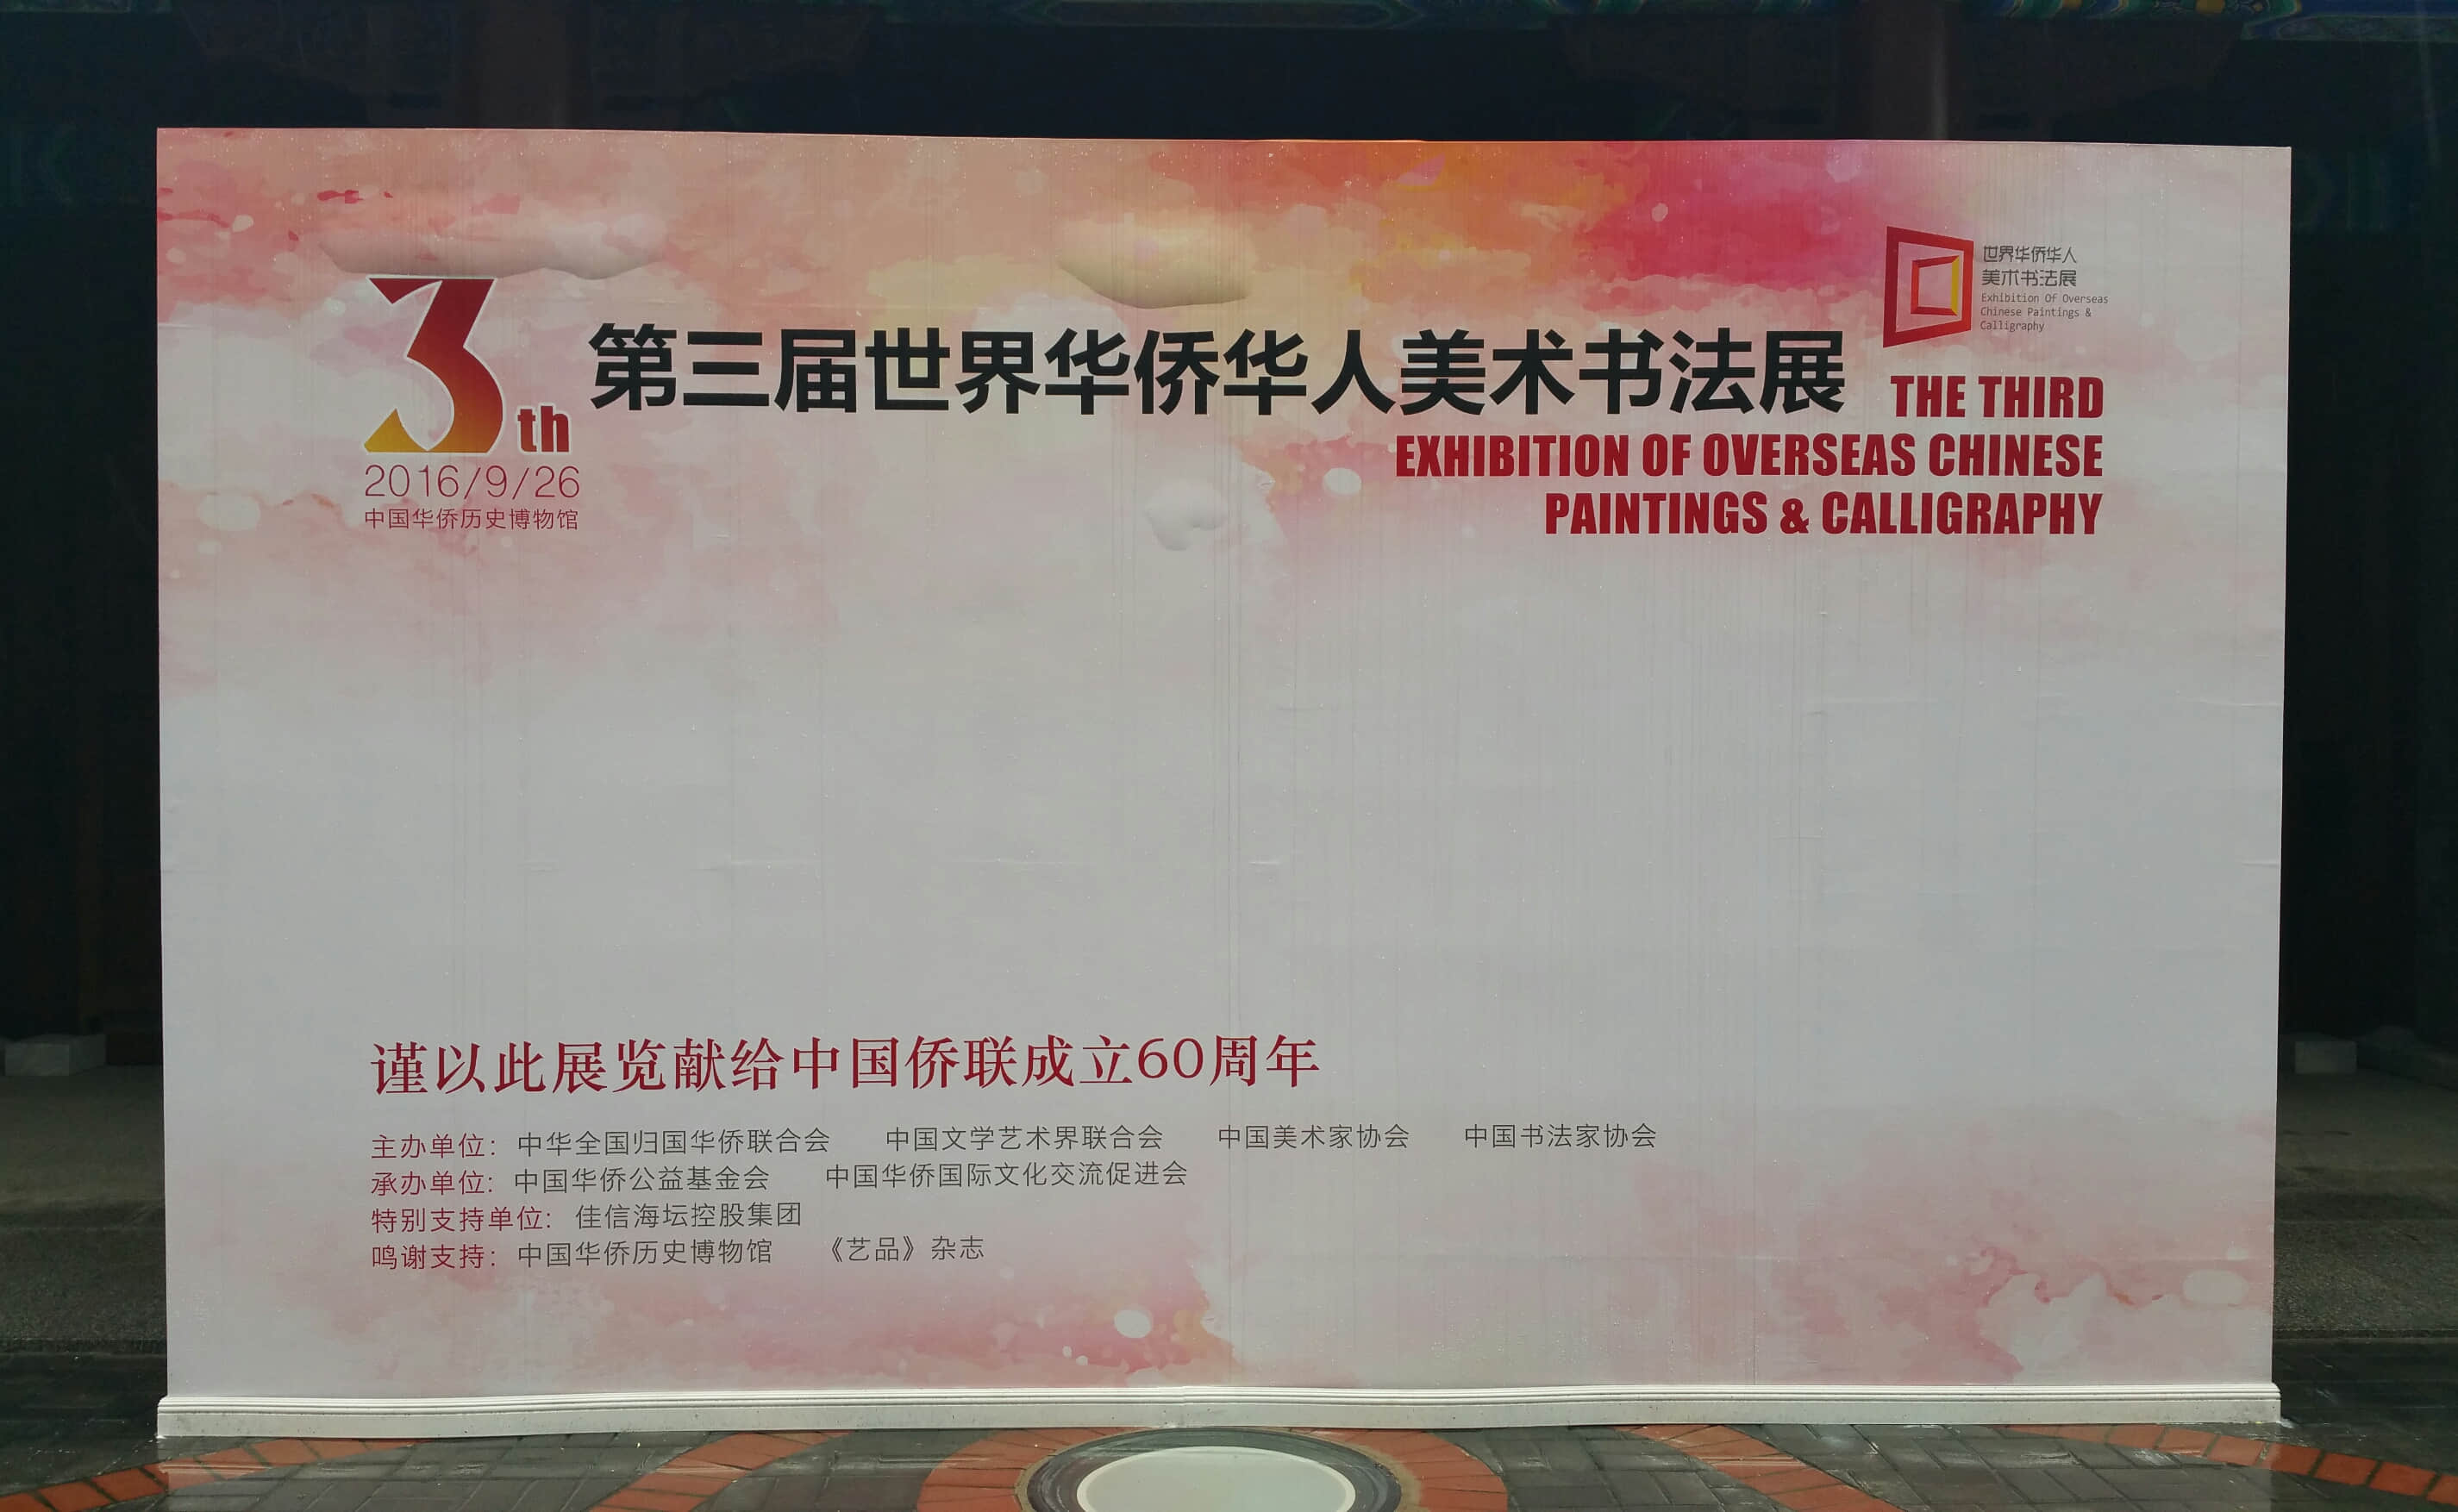 世界华侨华人
美术书法展
Exhibition Of Overseas
Chinese Paintings &
Calligraphy
3th
第三届世界华侨华人美术书法展
THE THIRD
EXHIBITION OF OVERSEAS CHINESE
PAINTINGS & CALLIGRAPHY
2016/9/26
中国华侨历史博物馆
谨以此展览献给中国侨联成立60周年
主办单位：中华全国归国华侨联合会 中国文学艺术界联合会 中国美术家协会 中国书法家协会
承办单位：中国华侨公益基金会 中国华侨国际文化交流促进会
特别支持单位：佳信海坛控股集团
鸣谢支持：中国华侨历史博物馆 《艺品》杂志